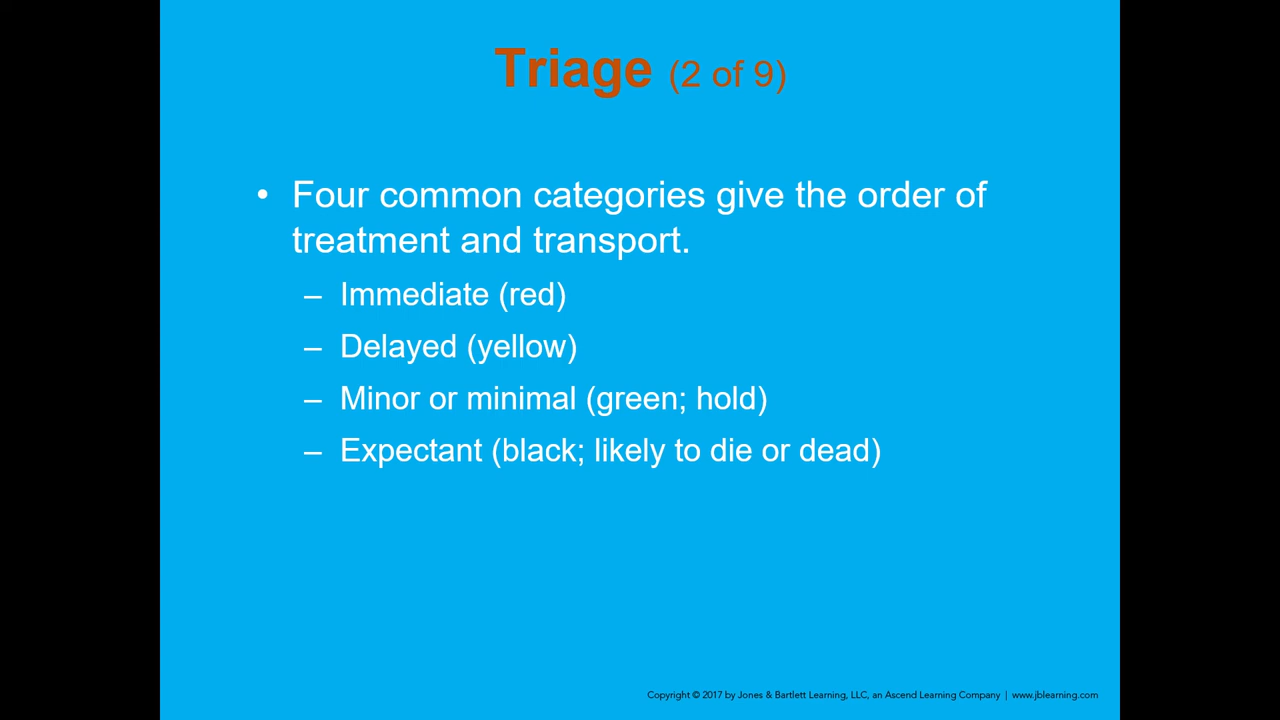 Triage (2 of 9)
• Four common categories give the order of
treatment and transport.
– Immediate (red)
– Delayed (yellow)
– Minor or minimal (green; hold)
– Expectant (black; likely to die or dead)
Copyright © 2017 by Jones & Bartlett Learning, LLC, an Ascend Learning Company | www.jblearning.com